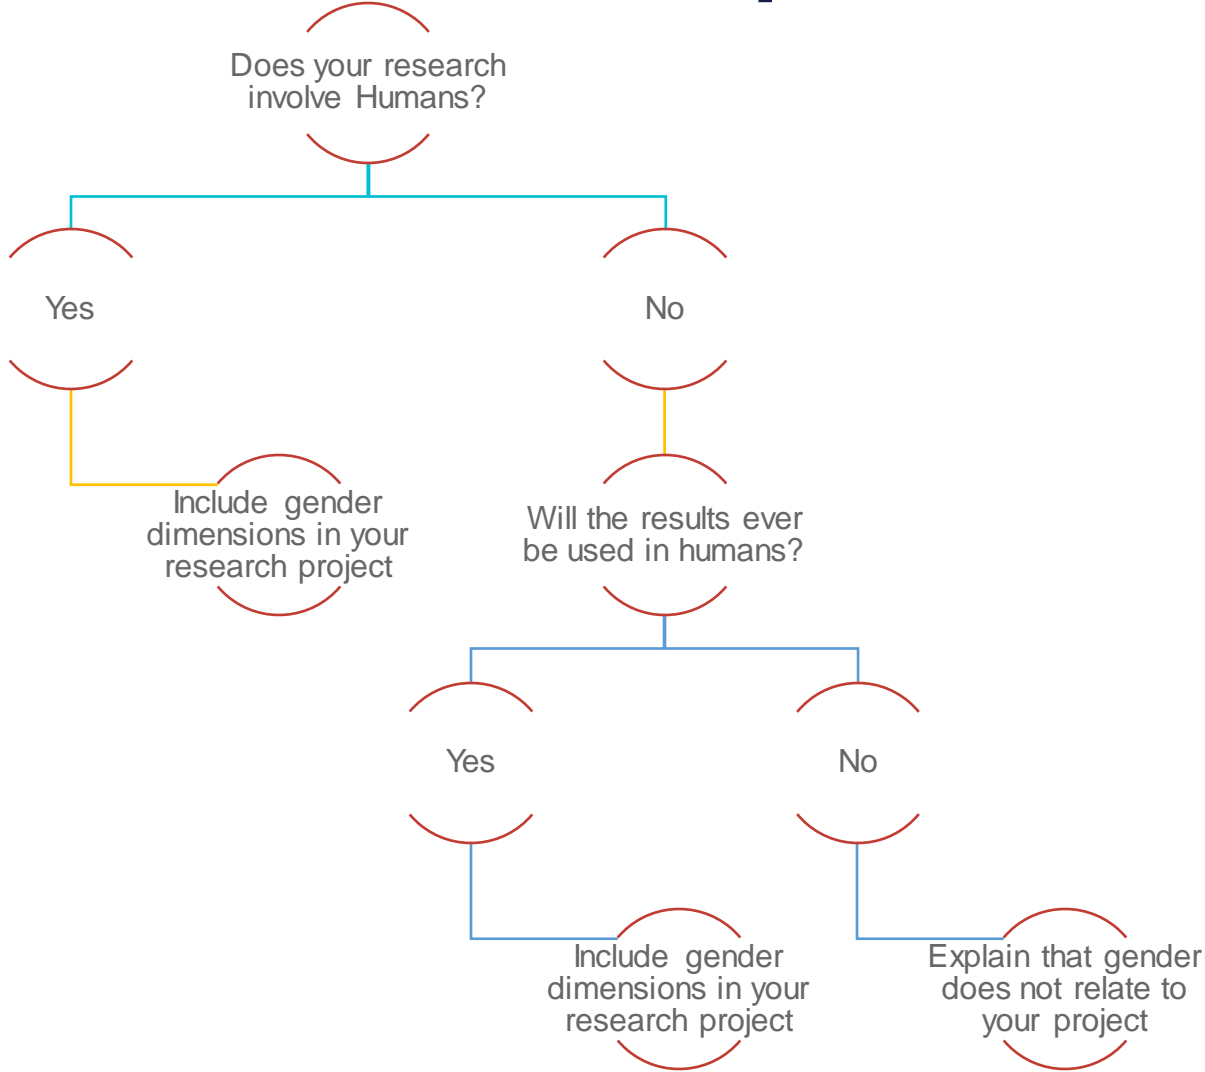 Does your research
involve Humans?
Yes
No
Include gender
dimensions in your
research project
Will the results ever
be used in humans?
Yes
No
Include gender
dimensions in your
research project
Explain that gender
does not relate to
your project